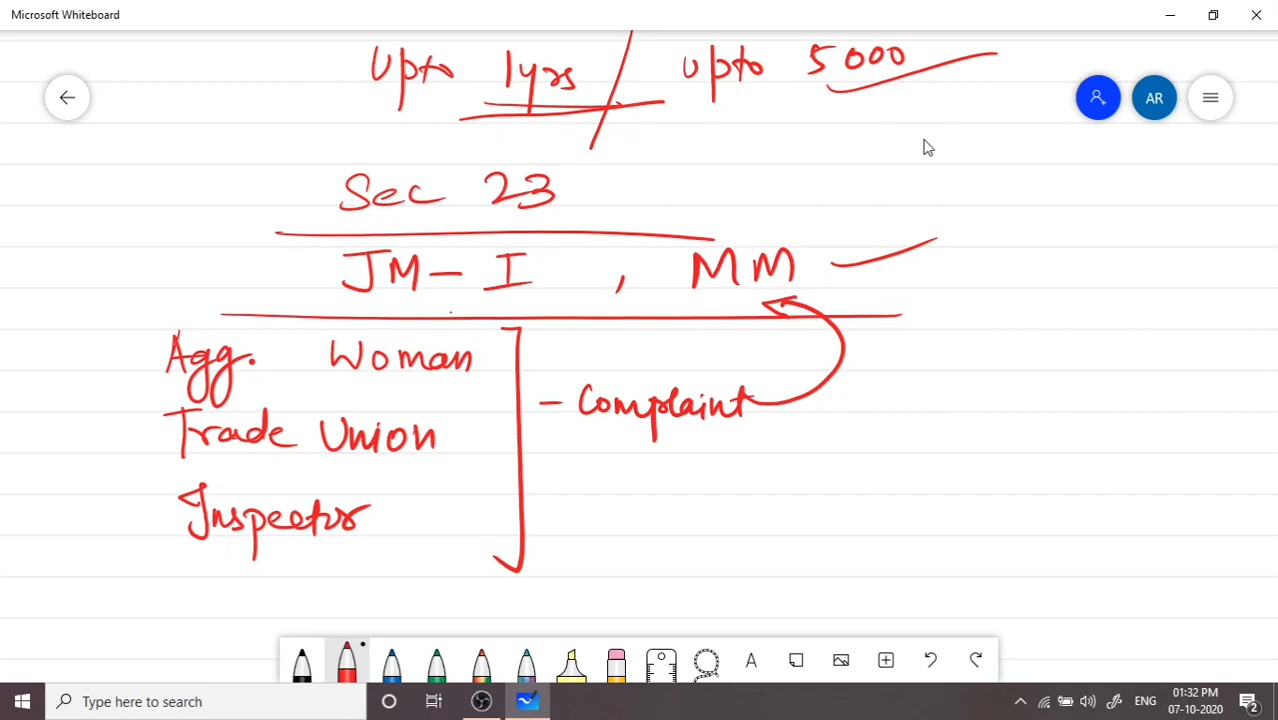 Microsoft Whiteboard
Upto 1yrs / upto 5000
AR
Sec 23
JM- I , MM
Agg. Woman
- Complaint
Trade Union
Inspector
A
Type here to search
ENG
01:32 PM
07-10-2020
2